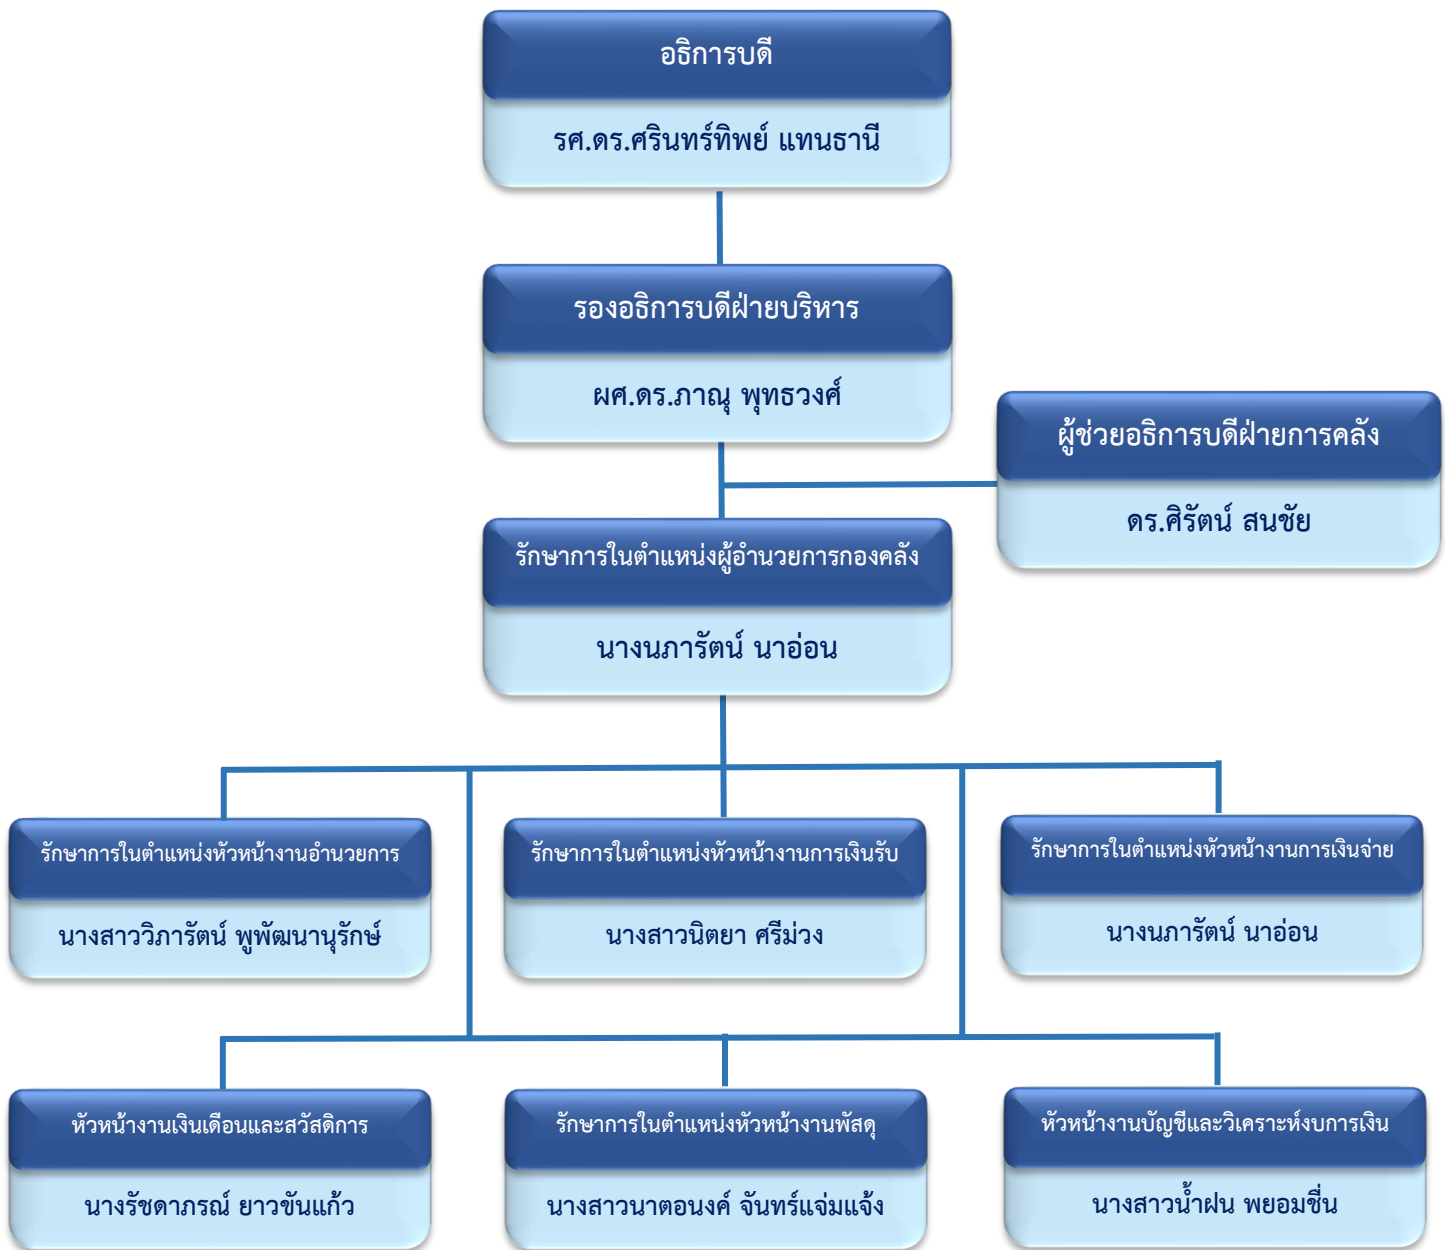 อธิการบดี
รศ.ดร.ศรินทร์ทิพย์ แทนธานี
รองอธิการบดีฝ่ายบริหาร
ผศ.ดร.ภาณุ พุทธวงศ์
ผู้ช่วยอธิการบดีฝ่ายการคลัง
ดร.ศิรัตน์ สนชัย
รักษาการในตำแหน่งผู้อำนวยการกองคลัง
นางนภารัตน์ นาอ่อน
รักษาการในตำแหน่งหัวหน้างานอำนวยการ
นางสาววิภารัตน์ พูพัฒนานุรักษ์
รักษาการในตำแหน่งหัวหน้างานการเงินรับ
นางสาวนิตยา ศรีม่วง
รักษาการในตำแหน่งหัวหน้างานการเงินจ่าย
นางนภารัตน์ นาอ่อน
หัวหน้างานเงินเดือนและสวัสดิการ
นางรัชดาภรณ์ ยาวขันแก้ว
รักษาการในตำแหน่งหัวหน้างานพัสดุ
นางสาวนาตอนงค์ จันทร์แจ่มแจ้ง
หัวหน้างานบัญชีและวิเคราะห์งบการเงิน
นางสาวน้ำฝน พยอมชื่น